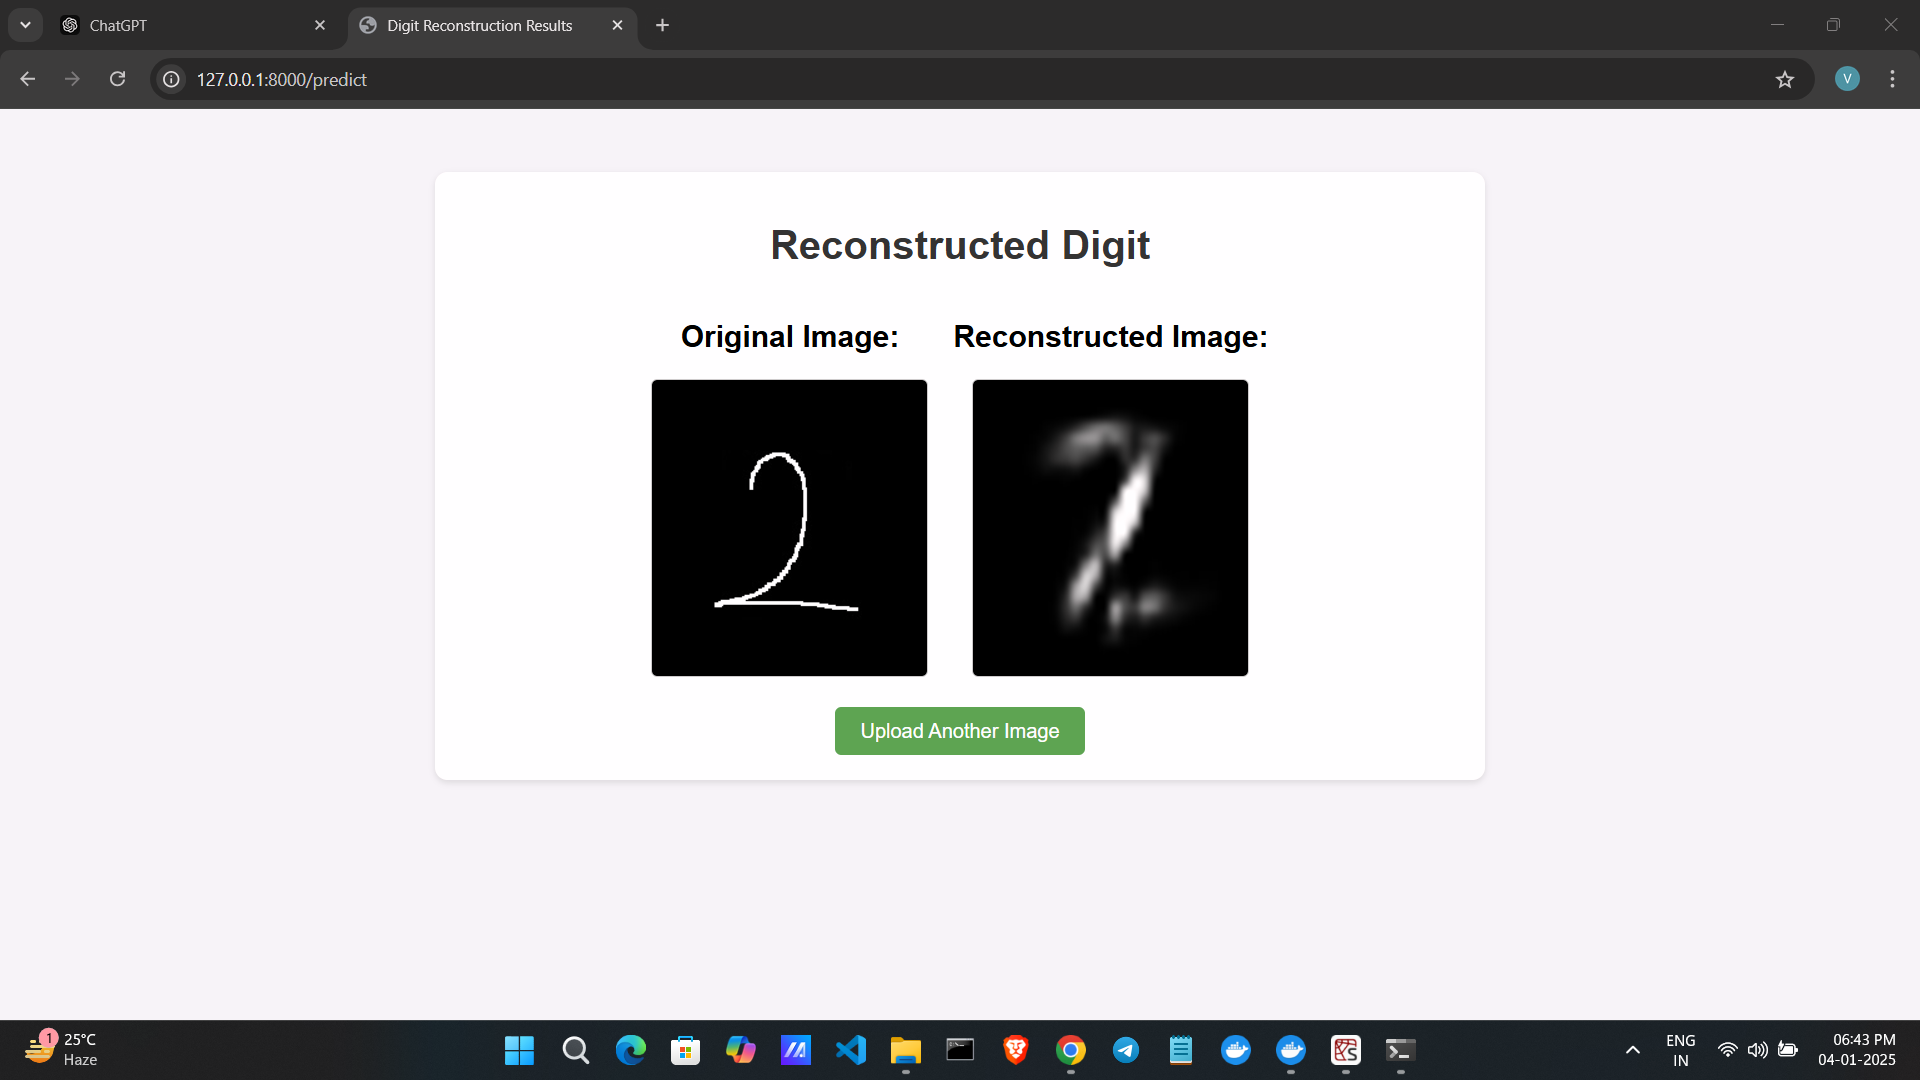 ChatGPT
Digit Reconstruction Results
127.0.0.1:8000/predict
V
Reconstructed Digit
Original Image: Reconstructed Image:
2
Upload Another Image
1
25°C
Haze
ENG
IN
06:43 PM
04-01-2025